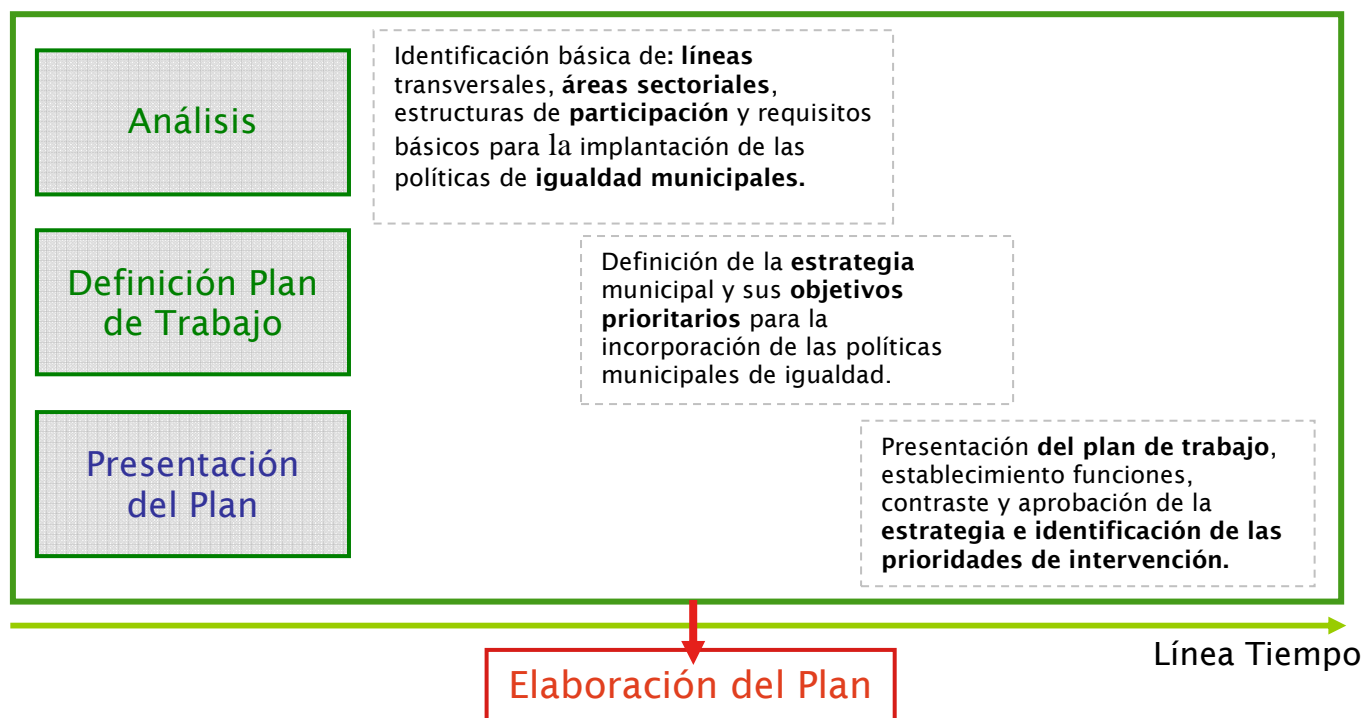 Análisis
Identificación básica de: líneas
transversales, áreas sectoriales,
estructuras de participación y requisitos
básicos para la implantación de las
políticas de igualdad municipales.
Definición Plan
de Trabajo
Definición de la estrategia
municipal y sus objetivos
prioritarios para la
incorporación de las políticas
municipales de igualdad.
Presentación
del Plan
Presentación del plan de trabajo,
establecimiento funciones,
contraste y aprobación de la
estrategia e identificación de las
prioridades de intervención.
Línea Tiempo
Elaboración del Plan